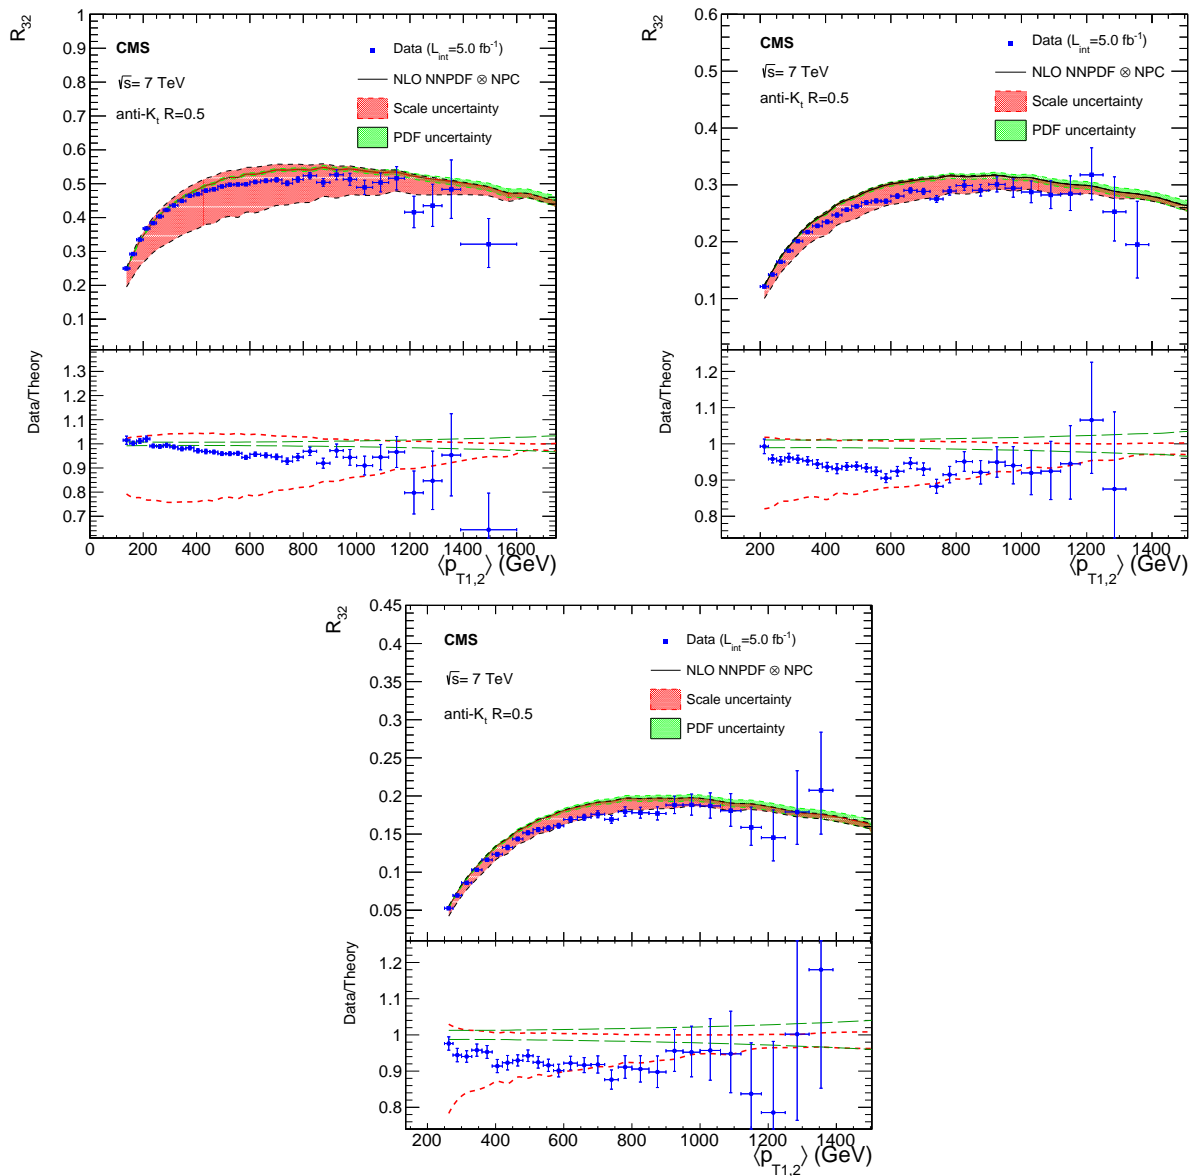 R32
1
0.9
0.8
0.7
0.6
0.5
0.4
0.3
0.2
0.1
CMS
√s= 7 TeV
anti-Kt R=0.5
Data (Lint=5.0 fb-1)
NLO NNPDF ⊗ NPC
Scale uncertainty
PDF uncertainty
Data/Theory
1.3
1.2
1.1
1
0.9
0.8
0.7
0 200 400 600 800 1000 1200 1400 1600
⟨pT1,2⟩ (GeV)
R32
0.6
0.5
0.4
0.3
0.2
0.1
CMS
√s= 7 TeV
anti-Kt R=0.5
Data (Lint=5.0 fb-1)
NLO NNPDF ⊗ NPC
Scale uncertainty
PDF uncertainty
Data/Theory
1.2
1.1
1
0.9
0.8
200 400 600 800 1000 1200 1400
⟨pT1,2⟩ (GeV)
R32
0.45
0.4
0.35
0.3
0.25
0.2
0.15
0.1
0.05
CMS
√s= 7 TeV
anti-Kt R=0.5
Data (Lint=5.0 fb-1)
NLO NNPDF ⊗ NPC
Scale uncertainty
PDF uncertainty
Data/Theory
1.2
1.1
1
0.9
0.8
200 400 600 800 1000 1200 1400
⟨pT1,2⟩ (GeV)